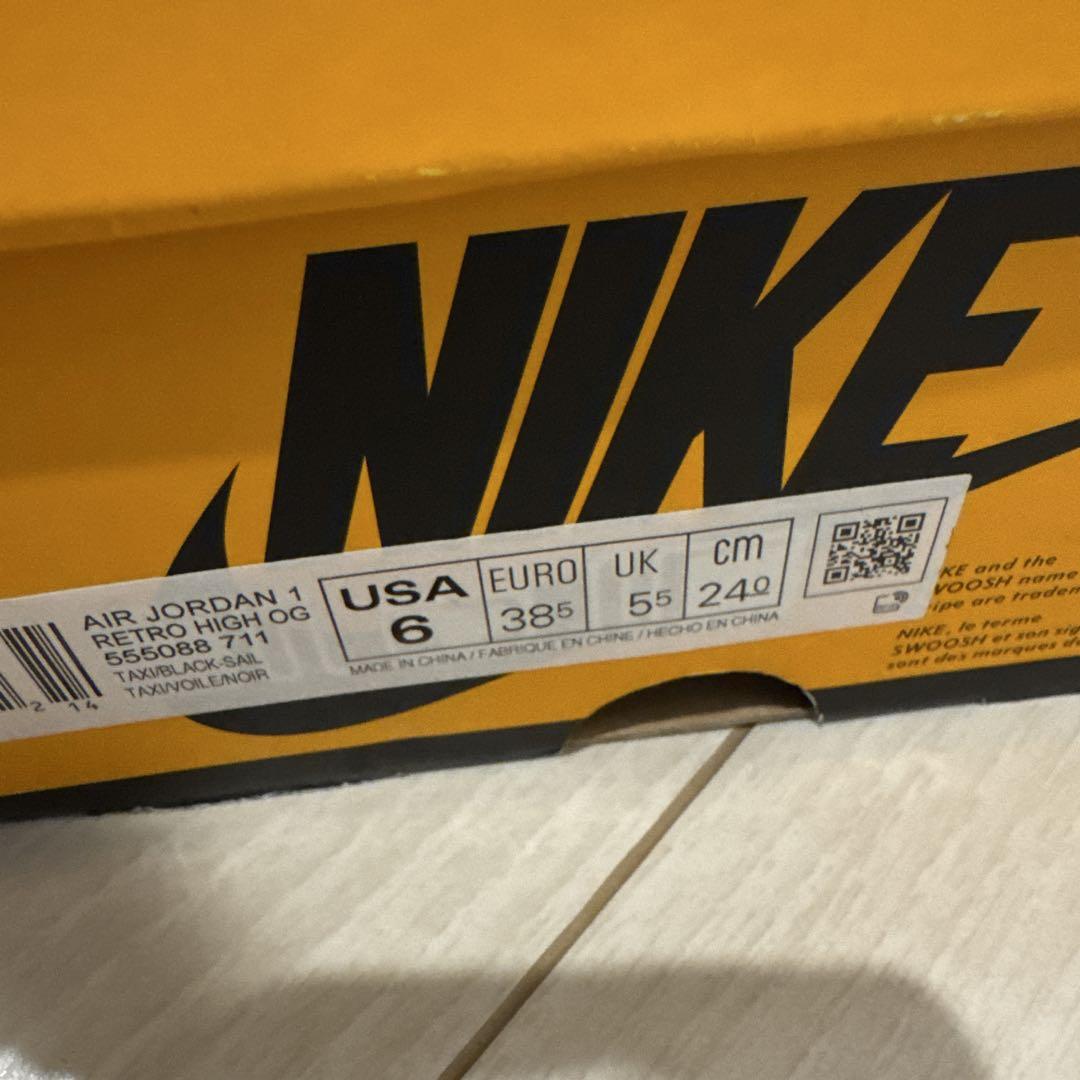 NIKE
AIR JORDAN 1
RETRO HIGH OG
555088 711
TAXI/BLACK-SAIL
TAXI/VOILE/NOIR
2 14
USA
6
EURO
385
UK
55
cm
240
MADE IN CHINA / FABRIQUE EN CHINE / HECHO EN CHINA
KE and the
WOOSH name
ipe are tradem
NIKE, le terme
SWOOSH et son sig
sont des marques d